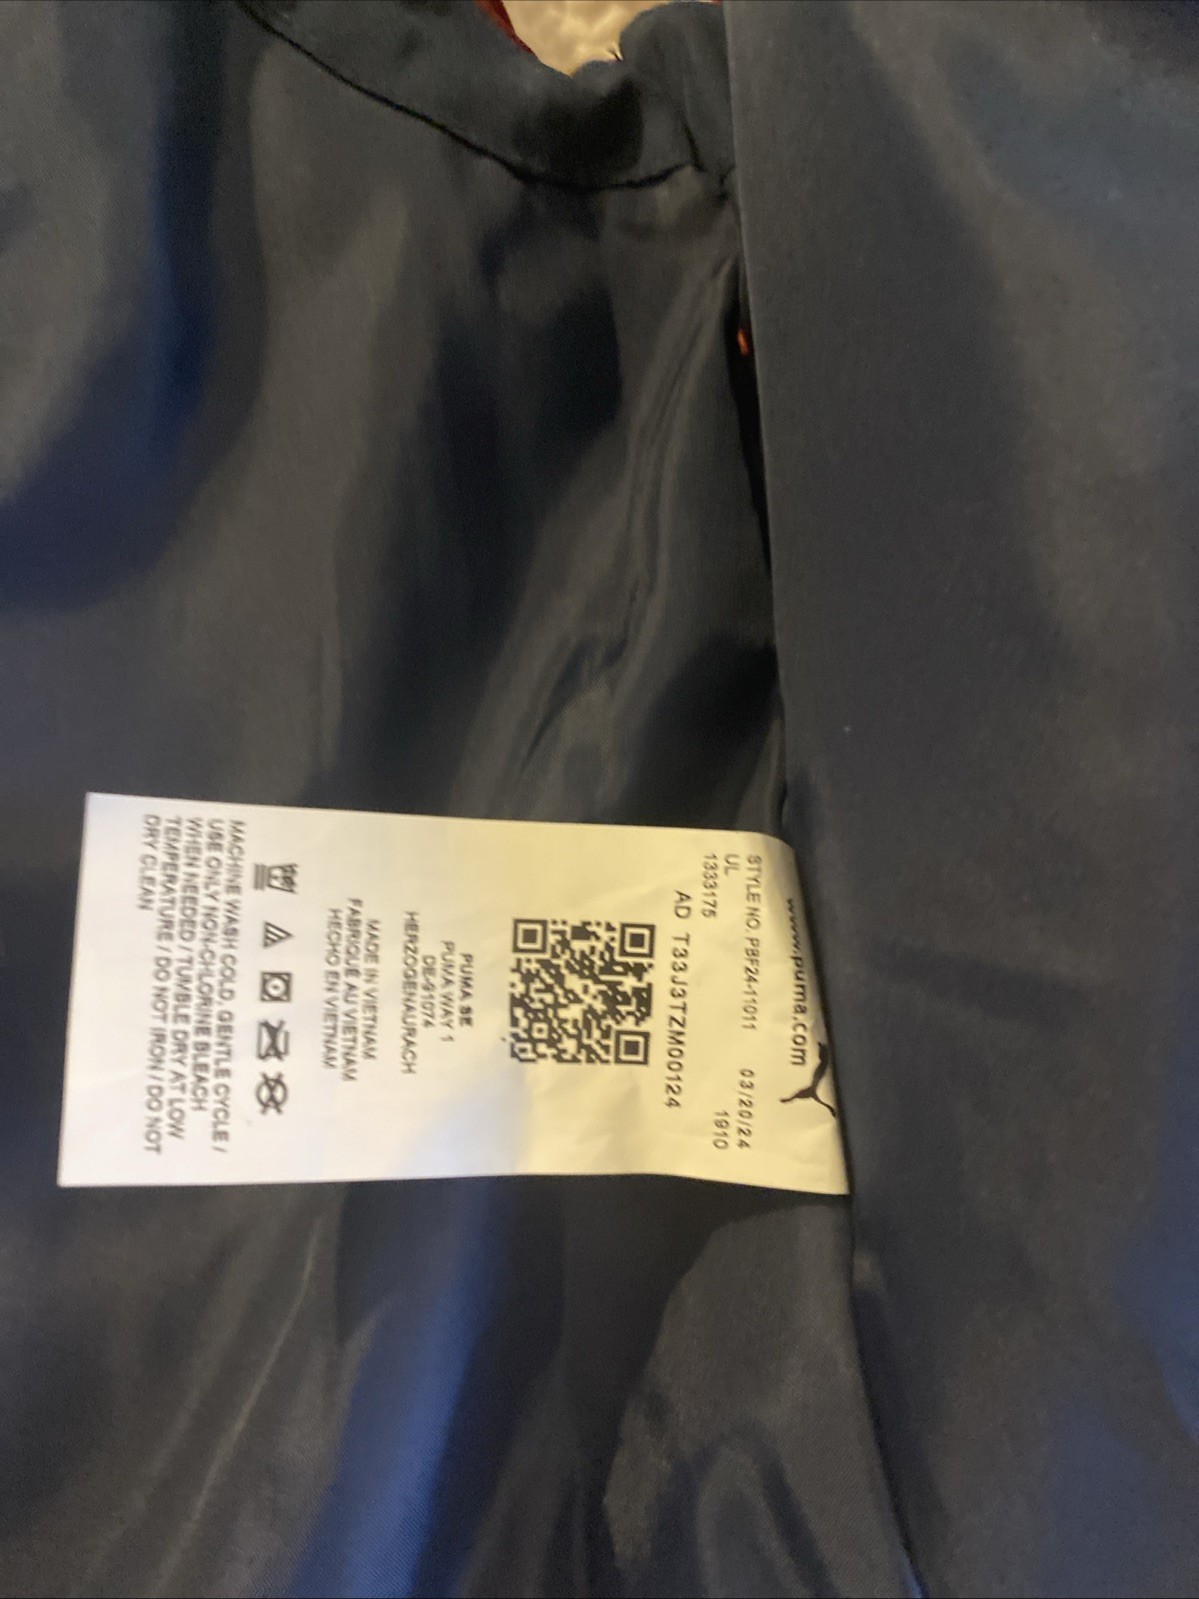 www.puma.com
STYLE NO. PBF24-11011 03/20/24
UL 1910
1333175
AD T33J3TZM00124
PUMA SE
PUMA WAY 1
DE-91074
HERZOGENAURACH
MADE IN VIETNAM
FABRIQUÉ AU VIETNAM
HECHO EN VIETNAM
MACHINE WASH COLD, GENTLE CYCLE /
USE ONLY NON-CHLORINE BLEACH
WHEN NEEDED / TUMBLE DRY AT LOW
TEMPERATURE / DO NOT IRON / DO NOT
DRY CLEAN